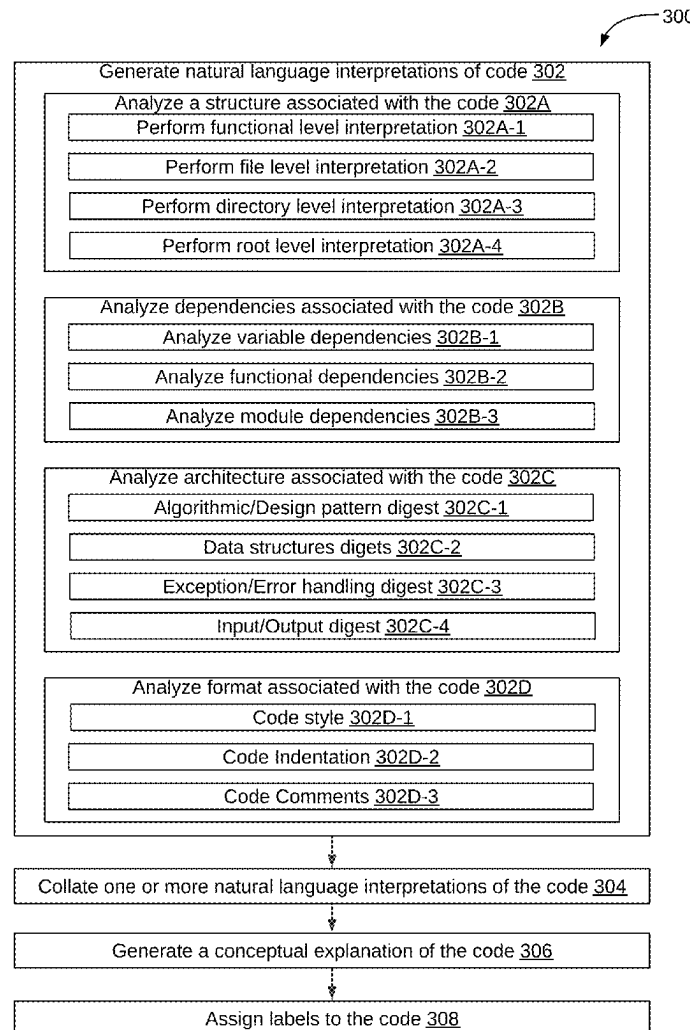 300
Generate natural language interpretations of code 302
Analyze a structure associated with the code 302A
Perform functional level interpretation 302A-1
Perform file level interpretation 302A-2
Perform directory level interpretation 302A-3
Perform root level interpretation 302A-4
Analyze dependencies associated with the code 302B
Analyze variable dependencies 302B-1
Analyze functional dependencies 302B-2
Analyze module dependencies 302B-3
Analyze architecture associated with the code 302C
Algorithmic/Design pattern digest 302C-1
Data structures digets 302C-2
Exception/Error handling digest 302C-3
Input/Output digest 302C-4
Analyze format associated with the code 302D
Code style 302D-1
Code Indentation 302D-2
Code Comments 302D-3
Collate one or more natural language interpretations of the code 304
Generate a conceptual explanation of the code 306
Assign labels to the code 308